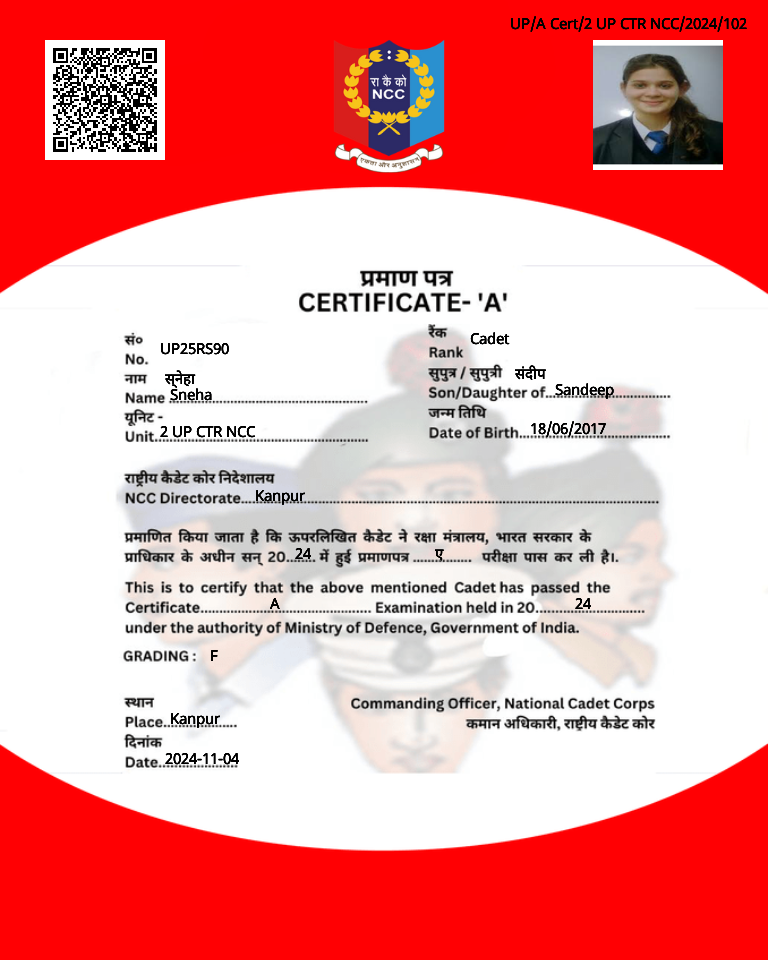 UP/A Cert/2 UP CTR NCC/2024/102
रा कै को
NCC
एकता और अनुशासन
प्रमाण पत्र
CERTIFICATE- 'A'
सं०
No. UP25RS90
रैंक
Rank Cadet
नाम स्नेहा
Name Sneha
सुपुत्र / सुपुत्री संदीप
Son/Daughter of Sandeep
यूनिट -
Unit 2 UP CTR NCC
जन्म तिथि
Date of Birth 18/06/2017
राष्ट्रीय कैडेट कोर निदेशालय
NCC Directorate Kanpur
प्रमाणित किया जाता है कि ऊपरलिखित कैडेट ने रक्षा मंत्रालय, भारत सरकार के
प्राधिकार के अधीन सन् 20..24 में हुई प्रमाणपत्र ....ए....... परीक्षा पास कर ली है।.
This is to certify that the above mentioned Cadet has passed the
Certificate....A.... Examination held in 20....24....
under the authority of Ministry of Defence, Government of India.
GRADING : F
स्थान
Place..Kanpur....
दिनांक
Date..2024-11-04
Commanding Officer, National Cadet Corps
कमान अधिकारी, राष्ट्रीय कैडेट कोर